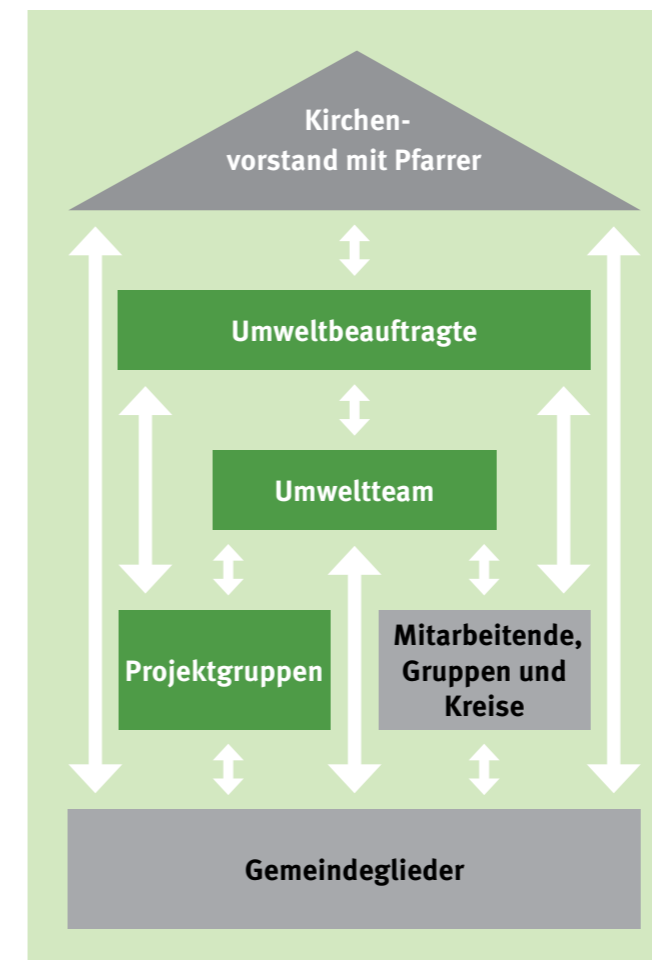 Kirchen-
vorstand mit Pfarrer
Umweltbeauftragte
Umweltteam
Projektgruppen
Mitarbeitende,
Gruppen und
Kreise
Gemeindeglieder